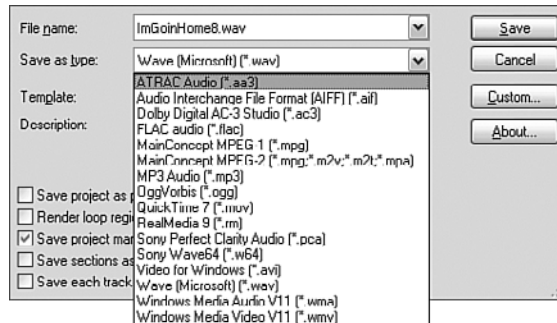 File name:
ImGoinHome8.wav
Save
Save as type:
Wave (Microsoft) (*.wav)
Cancel
ATRAC Audio (*.aa3)
Template:
Audio Interchange File Format (AIFF) (*.aif)
Custom...
Dolby Digital AC-3 Studio (*.ac3)
Description:
FLAC audio (*.flac)
About...
MainConcept MPEG-1 (*.mpg)
MainConcept MPEG-2 (*.mpg;*.m2v;*.m2t;*.mpa)
MP3 Audio (*.mp3)
Save project as p
OggVorbis (*.ogg)
Render loop regi
QuickTime 7 (*.mov)
RealMedia 9 (*.rm)
Save project mar
Sony Perfect Clarity Audio (*.pca)
Save sections as
Sony Wave64 (*.w64)
Video for Windows (*.avi)
Save each track
Wave (Microsoft) (*.wav)
Windows Media Audio V11 (*.wma)
Windows Media Video V11 (*.wmv)